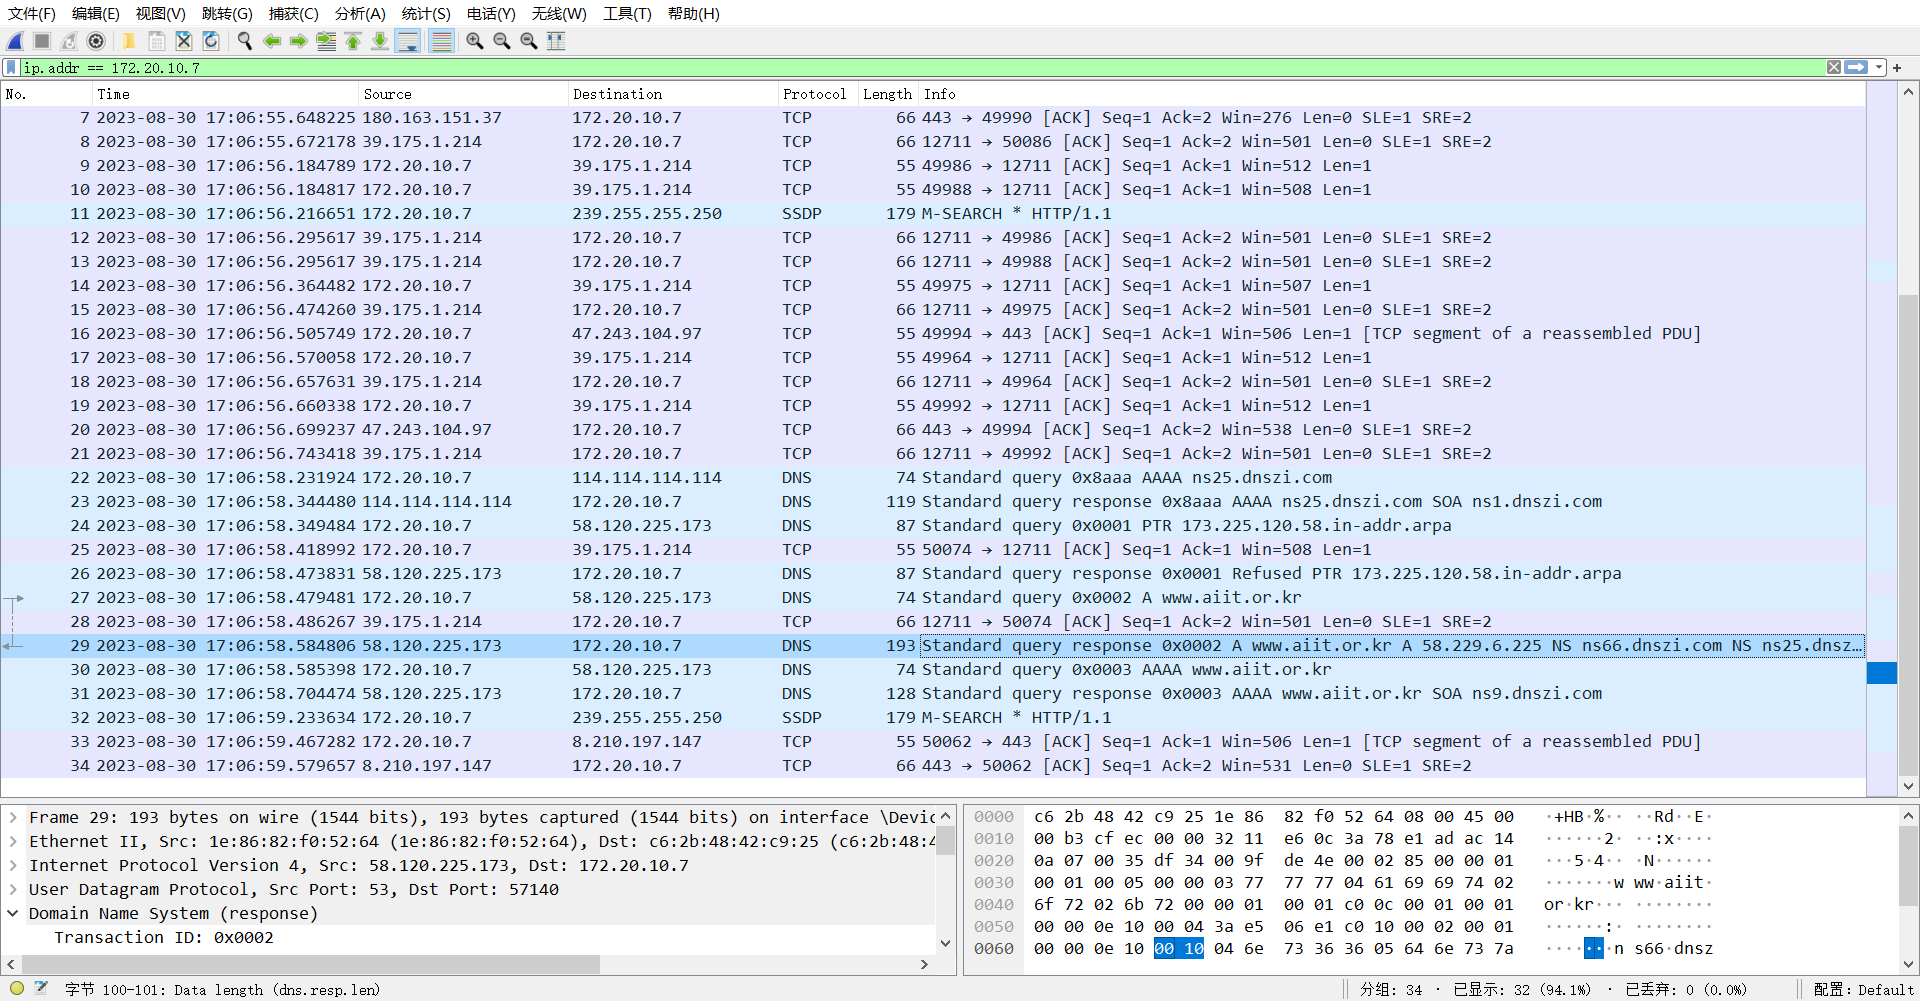 文件(F) 编辑(E) 视图(V) 跳转(G) 捕获(C) 分析(A) 统计(S) 电话(Y) 无线(W) 工具(T) 帮助(H)
ip.addr == 172.20.10.7
No. Time Source Destination Protocol Length Info
7 2023-08-30 17:06:55.648225 180.163.151.37 172.20.10.7 TCP 66 443 → 49990 [ACK] Seq=1 Ack=2 Win=276 Len=0 SLE=1 SRE=2
8 2023-08-30 17:06:55.672178 39.175.1.214 172.20.10.7 TCP 66 12711 → 50086 [ACK] Seq=1 Ack=2 Win=501 Len=0 SLE=1 SRE=2
9 2023-08-30 17:06:56.184789 172.20.10.7 39.175.1.214 TCP 55 49986 → 12711 [ACK] Seq=1 Ack=1 Win=512 Len=1
10 2023-08-30 17:06:56.184817 172.20.10.7 39.175.1.214 TCP 55 49988 → 12711 [ACK] Seq=1 Ack=1 Win=508 Len=1
11 2023-08-30 17:06:56.216651 172.20.10.7 239.255.255.250 SSDP 179 M-SEARCH * HTTP/1.1
12 2023-08-30 17:06:56.295617 39.175.1.214 172.20.10.7 TCP 66 12711 → 49986 [ACK] Seq=1 Ack=2 Win=501 Len=0 SLE=1 SRE=2
13 2023-08-30 17:06:56.295617 39.175.1.214 172.20.10.7 TCP 66 12711 → 49988 [ACK] Seq=1 Ack=2 Win=501 Len=0 SLE=1 SRE=2
14 2023-08-30 17:06:56.364482 172.20.10.7 39.175.1.214 TCP 55 49975 → 12711 [ACK] Seq=1 Ack=1 Win=507 Len=1
15 2023-08-30 17:06:56.474260 39.175.1.214 172.20.10.7 TCP 66 12711 → 49975 [ACK] Seq=1 Ack=2 Win=501 Len=0 SLE=1 SRE=2
16 2023-08-30 17:06:56.505749 172.20.10.7 47.243.104.97 TCP 55 49994 → 443 [ACK] Seq=1 Ack=1 Win=506 Len=1 [TCP segment of a reassembled PDU]
17 2023-08-30 17:06:56.570058 172.20.10.7 39.175.1.214 TCP 55 49964 → 12711 [ACK] Seq=1 Ack=1 Win=512 Len=1
18 2023-08-30 17:06:56.657631 39.175.1.214 172.20.10.7 TCP 66 12711 → 49964 [ACK] Seq=1 Ack=2 Win=501 Len=0 SLE=1 SRE=2
19 2023-08-30 17:06:56.660338 172.20.10.7 39.175.1.214 TCP 55 49992 → 12711 [ACK] Seq=1 Ack=1 Win=512 Len=1
20 2023-08-30 17:06:56.699237 47.243.104.97 172.20.10.7 TCP 66 443 → 49994 [ACK] Seq=1 Ack=2 Win=538 Len=0 SLE=1 SRE=2
21 2023-08-30 17:06:56.743418 39.175.1.214 172.20.10.7 TCP 66 12711 → 49992 [ACK] Seq=1 Ack=2 Win=501 Len=0 SLE=1 SRE=2
22 2023-08-30 17:06:58.231924 172.20.10.7 114.114.114.114 DNS 74 Standard query 0x8aaa AAAA ns25.dnszi.com
23 2023-08-30 17:06:58.344480 114.114.114.114 172.20.10.7 DNS 119 Standard query response 0x8aaa AAAA ns25.dnszi.com SOA ns1.dnszi.com
24 2023-08-30 17:06:58.349484 172.20.10.7 58.120.225.173 DNS 87 Standard query 0x0001 PTR 173.225.120.58.in-addr.arpa
25 2023-08-30 17:06:58.418992 172.20.10.7 39.175.1.214 TCP 55 50074 → 12711 [ACK] Seq=1 Ack=1 Win=508 Len=1
26 2023-08-30 17:06:58.473831 58.120.225.173 172.20.10.7 DNS 87 Standard query response 0x0001 Refused PTR 173.225.120.58.in-addr.arpa
27 2023-08-30 17:06:58.479481 172.20.10.7 58.120.225.173 DNS 74 Standard query 0x0002 A www.aiit.or.kr
28 2023-08-30 17:06:58.486267 39.175.1.214 172.20.10.7 TCP 66 12711 → 50074 [ACK] Seq=1 Ack=2 Win=501 Len=0 SLE=1 SRE=2
29 2023-08-30 17:06:58.584806 58.120.225.173 172.20.10.7 DNS 193 Standard query response 0x0002 A www.aiit.or.kr A 58.229.6.225 NS ns66.dnszi.com NS ns25.dnsz…
30 2023-08-30 17:06:58.585398 172.20.10.7 58.120.225.173 DNS 74 Standard query 0x0003 AAAA www.aiit.or.kr
31 2023-08-30 17:06:58.704474 58.120.225.173 172.20.10.7 DNS 128 Standard query response 0x0003 AAAA www.aiit.or.kr SOA ns9.dnszi.com
32 2023-08-30 17:06:59.233634 172.20.10.7 239.255.255.250 SSDP 179 M-SEARCH * HTTP/1.1
33 2023-08-30 17:06:59.467282 172.20.10.7 8.210.197.147 TCP 55 50062 → 443 [ACK] Seq=1 Ack=1 Win=506 Len=1 [TCP segment of a reassembled PDU]
34 2023-08-30 17:06:59.579657 8.210.197.147 172.20.10.7 TCP 66 443 → 50062 [ACK] Seq=1 Ack=2 Win=531 Len=0 SLE=1 SRE=2
Frame 29: 193 bytes on wire (1544 bits), 193 bytes captured (1544 bits) on interface \Devic
Ethernet II, Src: 1e:86:82:f0:52:64 (1e:86:82:f0:52:64), Dst: c6:2b:48:42:c9:25 (c6:2b:48:4
Internet Protocol Version 4, Src: 58.120.225.173, Dst: 172.20.10.7
User Datagram Protocol, Src Port: 53, Dst Port: 57140
Domain Name System (response)
Transaction ID: 0x0002
0000 c6 2b 48 42 c9 25 1e 86 82 f0 52 64 08 00 45 00 ·+HB·%·· ··Rd··E·
0010 00 b3 cf ec 00 00 32 11 e6 0c 3a 78 e1 ad ac 14 ······2· ··:x····
0020 0a 07 00 35 df 34 00 9f de 4e 00 02 85 00 00 01 ···5·4·· ·N······
0030 00 01 00 05 00 00 03 77 77 77 04 61 69 69 74 02 ·······w ww·aiit·
0040 6f 72 02 6b 72 00 00 01 00 01 c0 0c 00 01 00 01 or·kr··· ········
0050 00 00 0e 10 00 04 3a e5 06 e1 c0 10 00 02 00 01 ······:· ········
0060 00 00 0e 10 00 10 04 6e 73 36 36 05 64 6e 73 7a ·······n s66·dnsz
字节 100-101: Data length (dns.resp.len) 分组: 34 · 已显示: 32 (94.1%) · 已丢弃: 0 (0.0%) 配置: Default